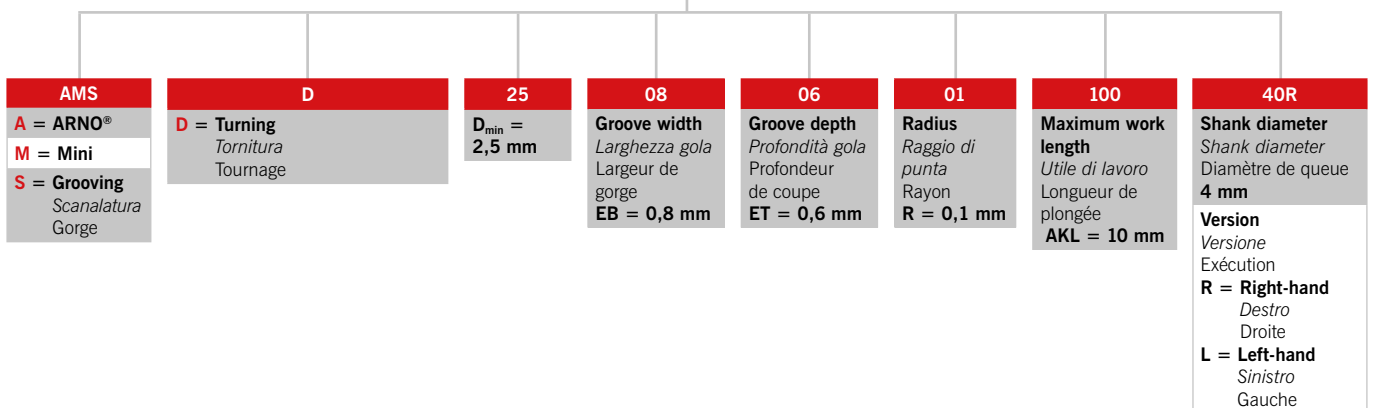 AMS
A = ARNO®
M = Mini
S = Grooving
Scanalatura
Gorge
D
D = Turning
Tornitura
Tournage
25
Dmin =
2,5 mm
08
Groove width
Larghezza gola
Largeur de
gorge
EB = 0,8 mm
06
Groove depth
Profondità gola
Profondeur
de coupe
ET = 0,6 mm
01
Radius
Raggio di
punta
Rayon
R = 0,1 mm
100
Maximum work
length
Utile di lavoro
Longueur de
plongée
AKL = 10 mm
40R
Shank diameter
Shank diameter
Diamètre de queue
4 mm
Version
Versione
Exécution
R = Right-hand
Destro
Droite
L = Left-hand
Sinistro
Gauche